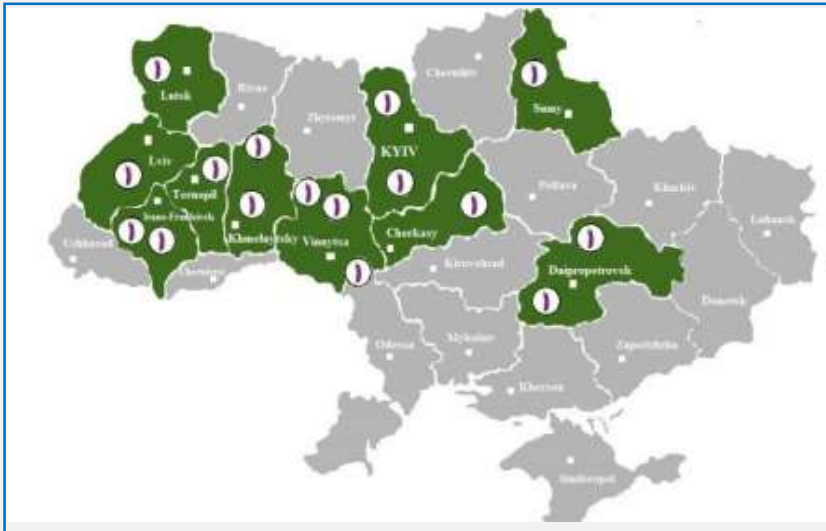 Chernihiv
Lutsk
Rivne
Sumy
Zhytomyr
KYIV
Lviv
Ternopil
Poltava
Kharkiv
Ivano-Frankivsk
Luhansk
Khmelnytsky
Vinnytsa
Cherkasy
Uzhhorod
Kirovohrad
Dnipropetrovsk
Chernivtsi
Donetsk
Odessa
Mykolaiv
Zaporizhzhia
Kherson
Simferopol